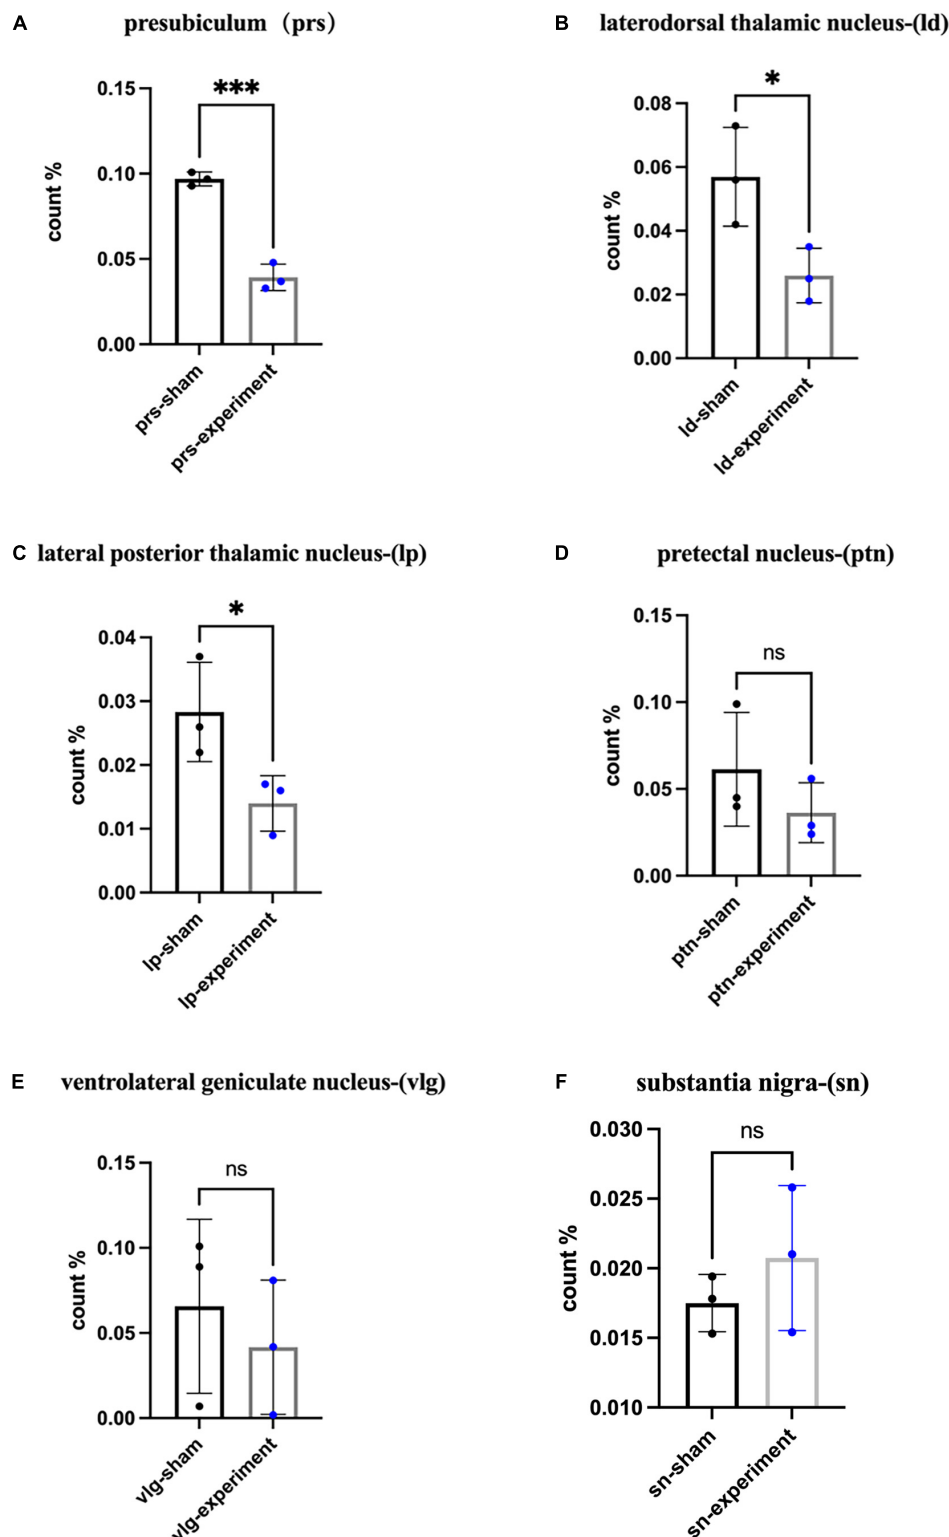 A presubiculum（prs）
***
0.15
0.10
0.05
0.00
count %
prs-sham
prs-experiment
B laterodorsal thalamic nucleus-(ld)
*
0.08
0.06
0.04
0.02
0.00
count %
ld-sham
ld-experiment
C lateral posterior thalamic nucleus-(lp)
*
0.04
0.03
0.02
0.01
0.00
count %
lp-sham
lp-experiment
D pretectal nucleus-(ptn)
ns
0.15
0.10
0.05
0.00
count %
ptn-sham
ptn-experiment
E ventrolateral geniculate nucleus-(vlg)
ns
0.15
0.10
0.05
0.00
count %
vlg-sham
vlg-experiment
F substantia nigra-(sn)
ns
0.030
0.025
0.020
0.015
0.010
count %
sn-sham
sn-experiment